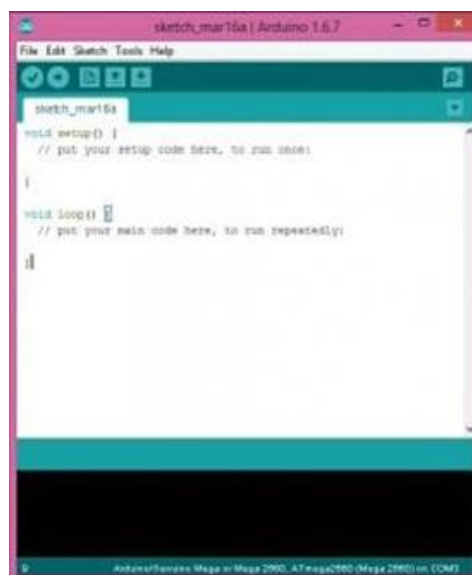 sketch_mar16a | Arduino 1.6.7
File Edit Sketch Tools Help
sketch_mar16a
void setup() {
// put your setup code here, to run once:
}
void loop() {
// put your main code here, to run repeatedly:
}
9
Arduino/Genuino Mega or Mega 2560, ATmega2560 (Mega 2560) on COM3